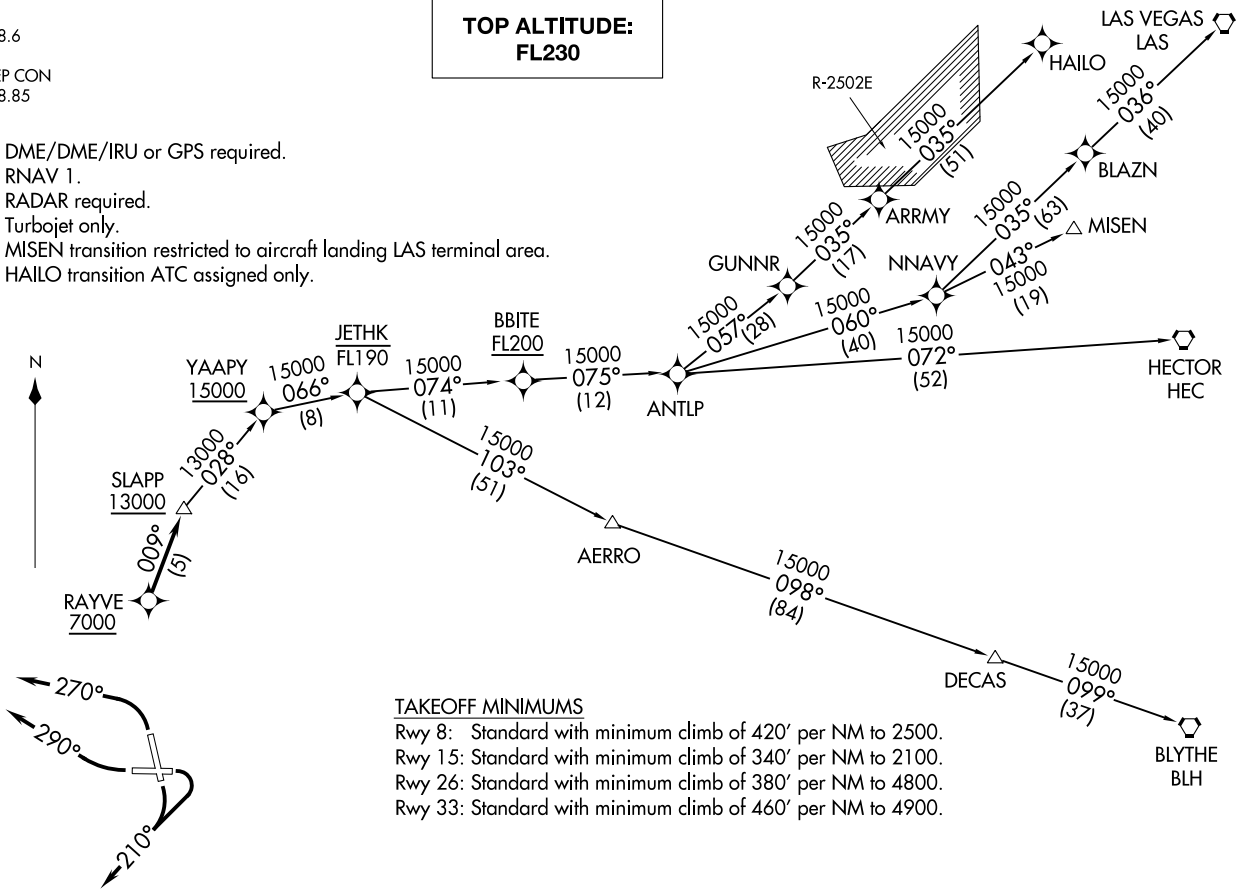 8.6
EP CON
8.85
TOP ALTITUDE:
FL230
DME/DME/IRU or GPS required.
RNAV 1.
RADAR required.
Turbojet only.
MISEN transition restricted to aircraft landing LAS terminal area.
HAILO transition ATC assigned only.
LAS VEGAS
LAS
HAILO
R-2502E
15000
036°
(40)
15000
035°
(51)
BLAZN
ARRMY
15000
035°
(63)
MISEN
15000
035°
(17)
GUNNR
NNAVY
043°
15000
(19)
15000
057°
(28)
15000
060°
(40)
15000
072°
(52)
HECTOR
HEC
BBITE
FL200
JETHK
FL190
YAAPY
15000
15000
066°
(8)
15000
074°
(11)
15000
075°
(12)
ANTLP
N
13000
028°
(16)
SLAPP
13000
15000
103°
(51)
AERRO
009°
(5)
RAYVE
7000
15000
098°
(84)
DECAS
15000
099°
(37)
BLYTHE
BLH
270°
290°
210°
TAKEOFF MINIMUMS
Rwy 8: Standard with minimum climb of 420' per NM to 2500.
Rwy 15: Standard with minimum climb of 340' per NM to 2100.
Rwy 26: Standard with minimum climb of 380' per NM to 4800.
Rwy 33: Standard with minimum climb of 460' per NM to 4900.